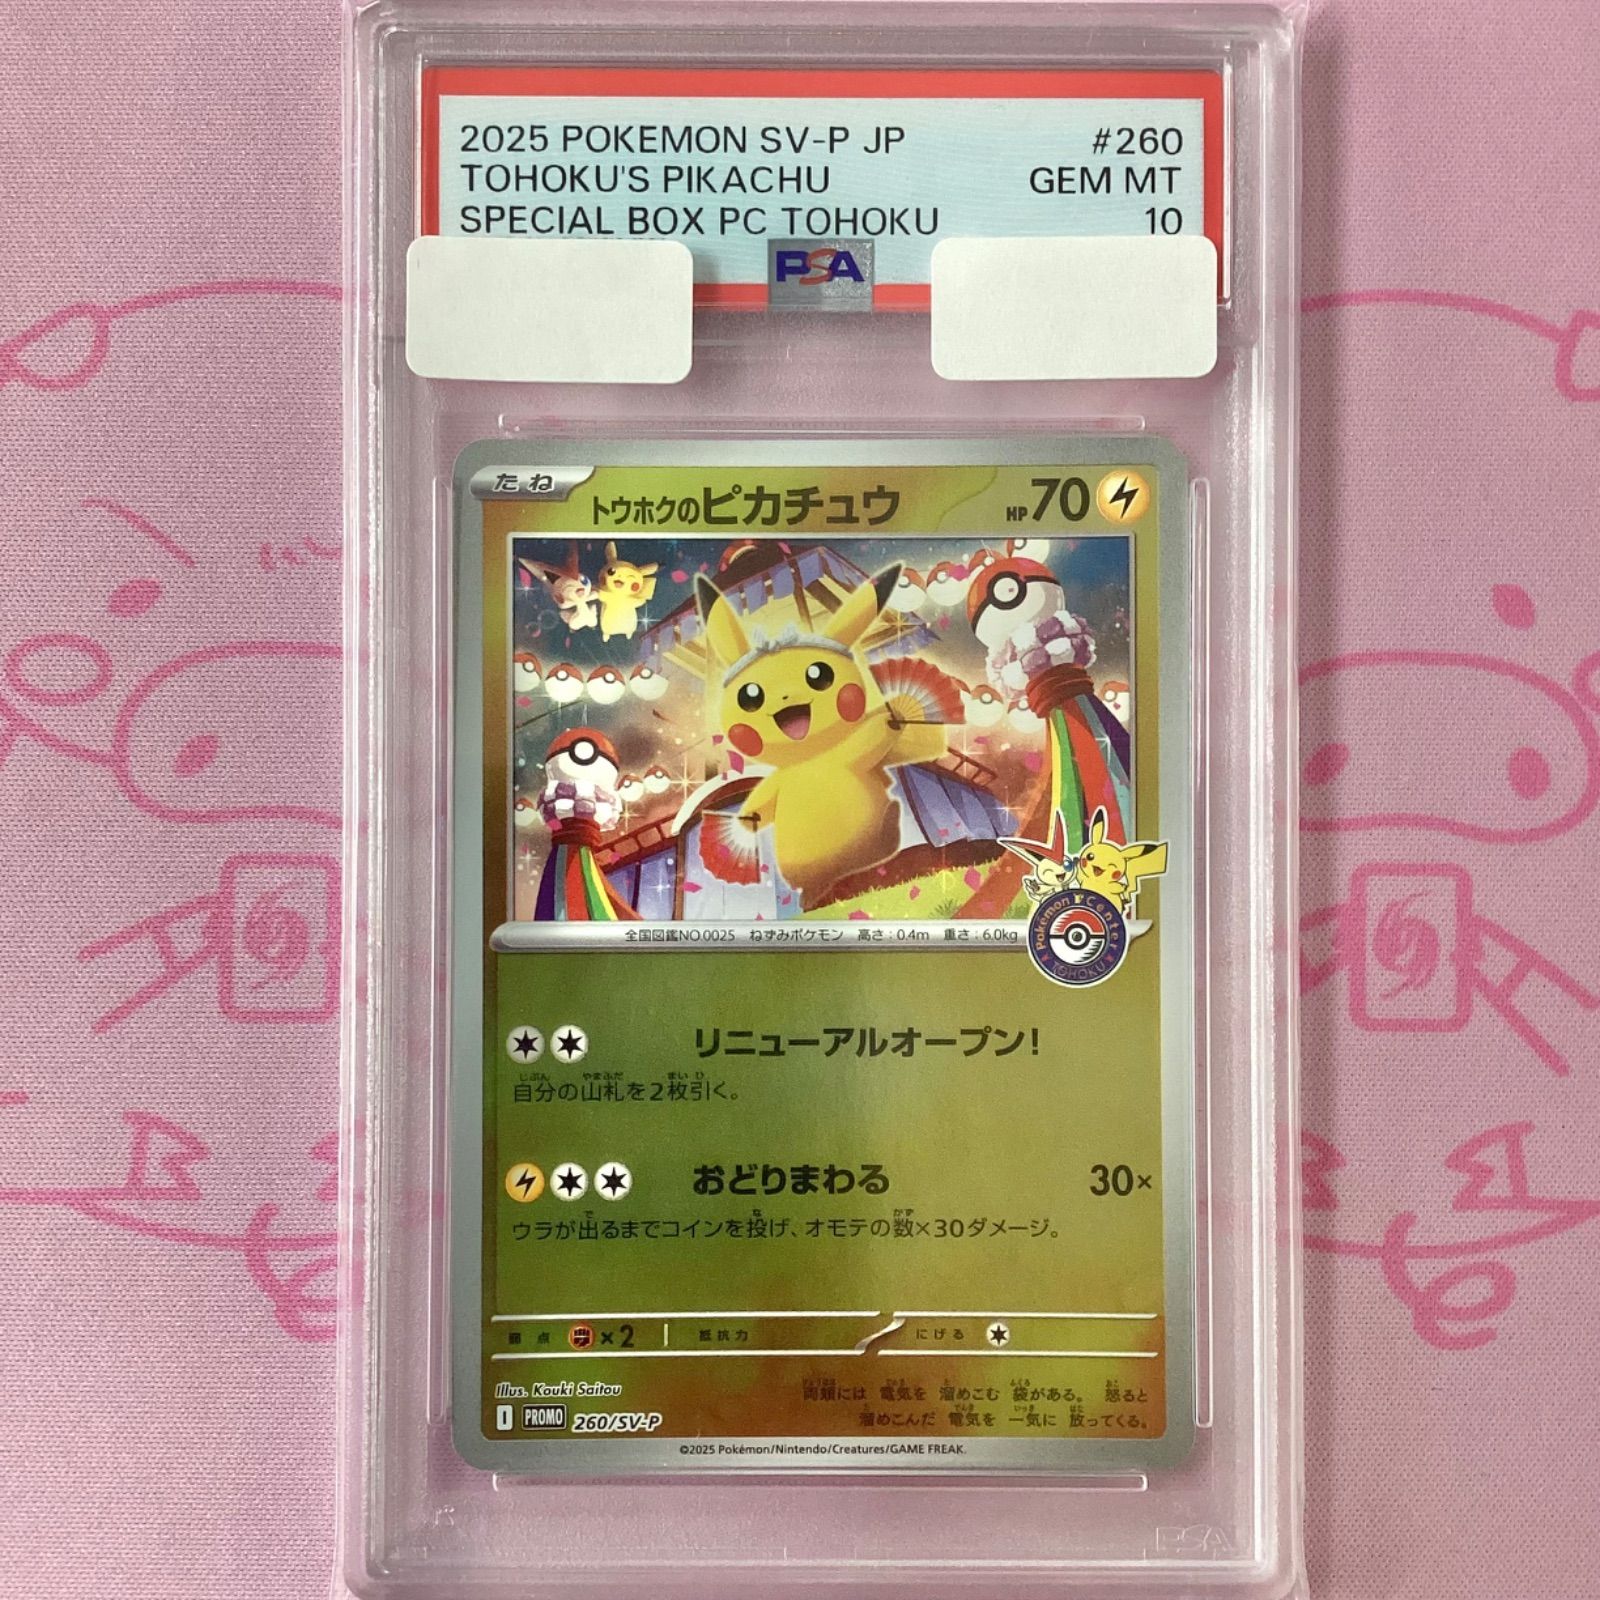 2025 POKEMON SV-P JP #260
TOHOKU'S PIKACHU GEM MT
SPECIAL BOX PC TOHOKU 10
PSA
たね トウホクのピカチュウ HP70
全国図鑑NO.0025 ねずみポケモン 高さ:0.4m 重さ:6.0kg
Pokémon Center
TOHOKU
リニューアルオープン!
自分の山札を2枚引く。
おどりまわる 30×
ウラが出るまでコインを投げ、オモテの数×30ダメージ。
弱点 ×2 抵抗力 にげる
Illus. Kouki Saitou
両頬には 電気を 溜めこむ 袋がある。 怒ると
溜めこんだ 電気を 一気に 放ってくる。
I PROMO 260/SV-P
©2025 Pokémon/Nintendo/Creatures/GAME FREAK.
PSA